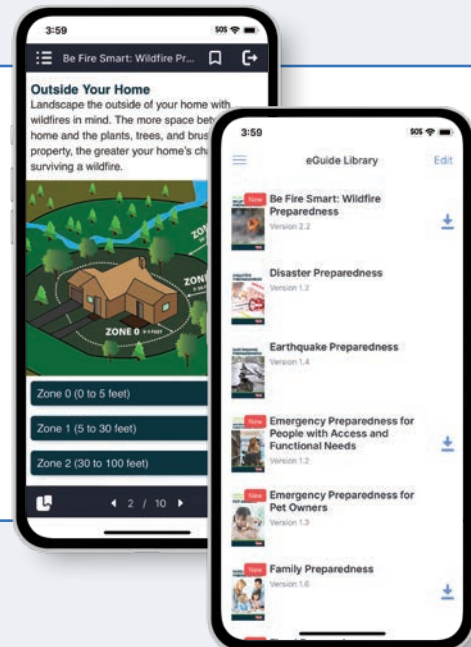 3:59
SOS
Be Fire Smart: Wildfire Pr...
Outside Your Home
Landscape the outside of your home with
wildfires in mind. The more space
home and the plants, trees, and
property, the greater your home's
surviving a wildfire.
ZONE 0 0-5 FEET
Zone 0 (0 to 5 feet)
Zone 1 (5 to 30 feet)
Zone 2 (30 to 100 feet)
2 / 10
3:59
SOS
eGuide Library
Edit
New
Be Fire Smart: Wildfire
Preparedness
Version 2.2
Disaster Preparedness
Version 1.2
Earthquake Preparedness
Version 1.4
New
Emergency Preparedness for
People with Access and
Functional Needs
Version 1.2
New
Emergency Preparedness for
Pet Owners
Version 1.3
New
Family Preparedness
Version 1.6